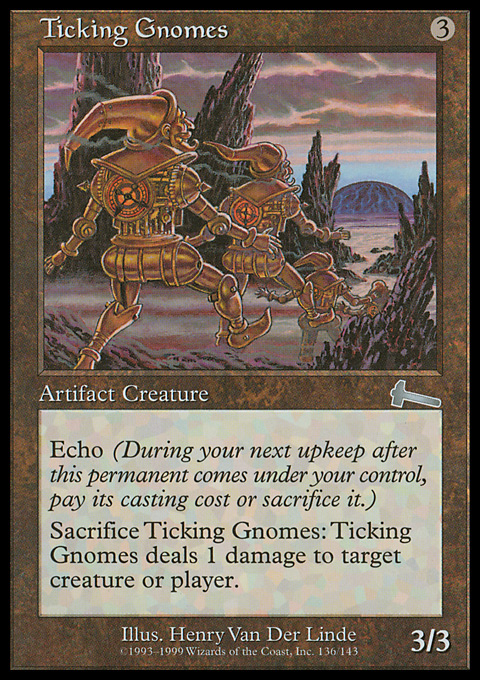 Ticking Gnomes 3
Artifact Creature
Echo (During your next upkeep after
this permanent comes under your control,
pay its casting cost or sacrifice it.)
Sacrifice Ticking Gnomes: Ticking
Gnomes deals 1 damage to target
creature or player.
Illus. Henry Van Der Linde
©1993–1999 Wizards of the Coast, Inc. 136/143
3/3